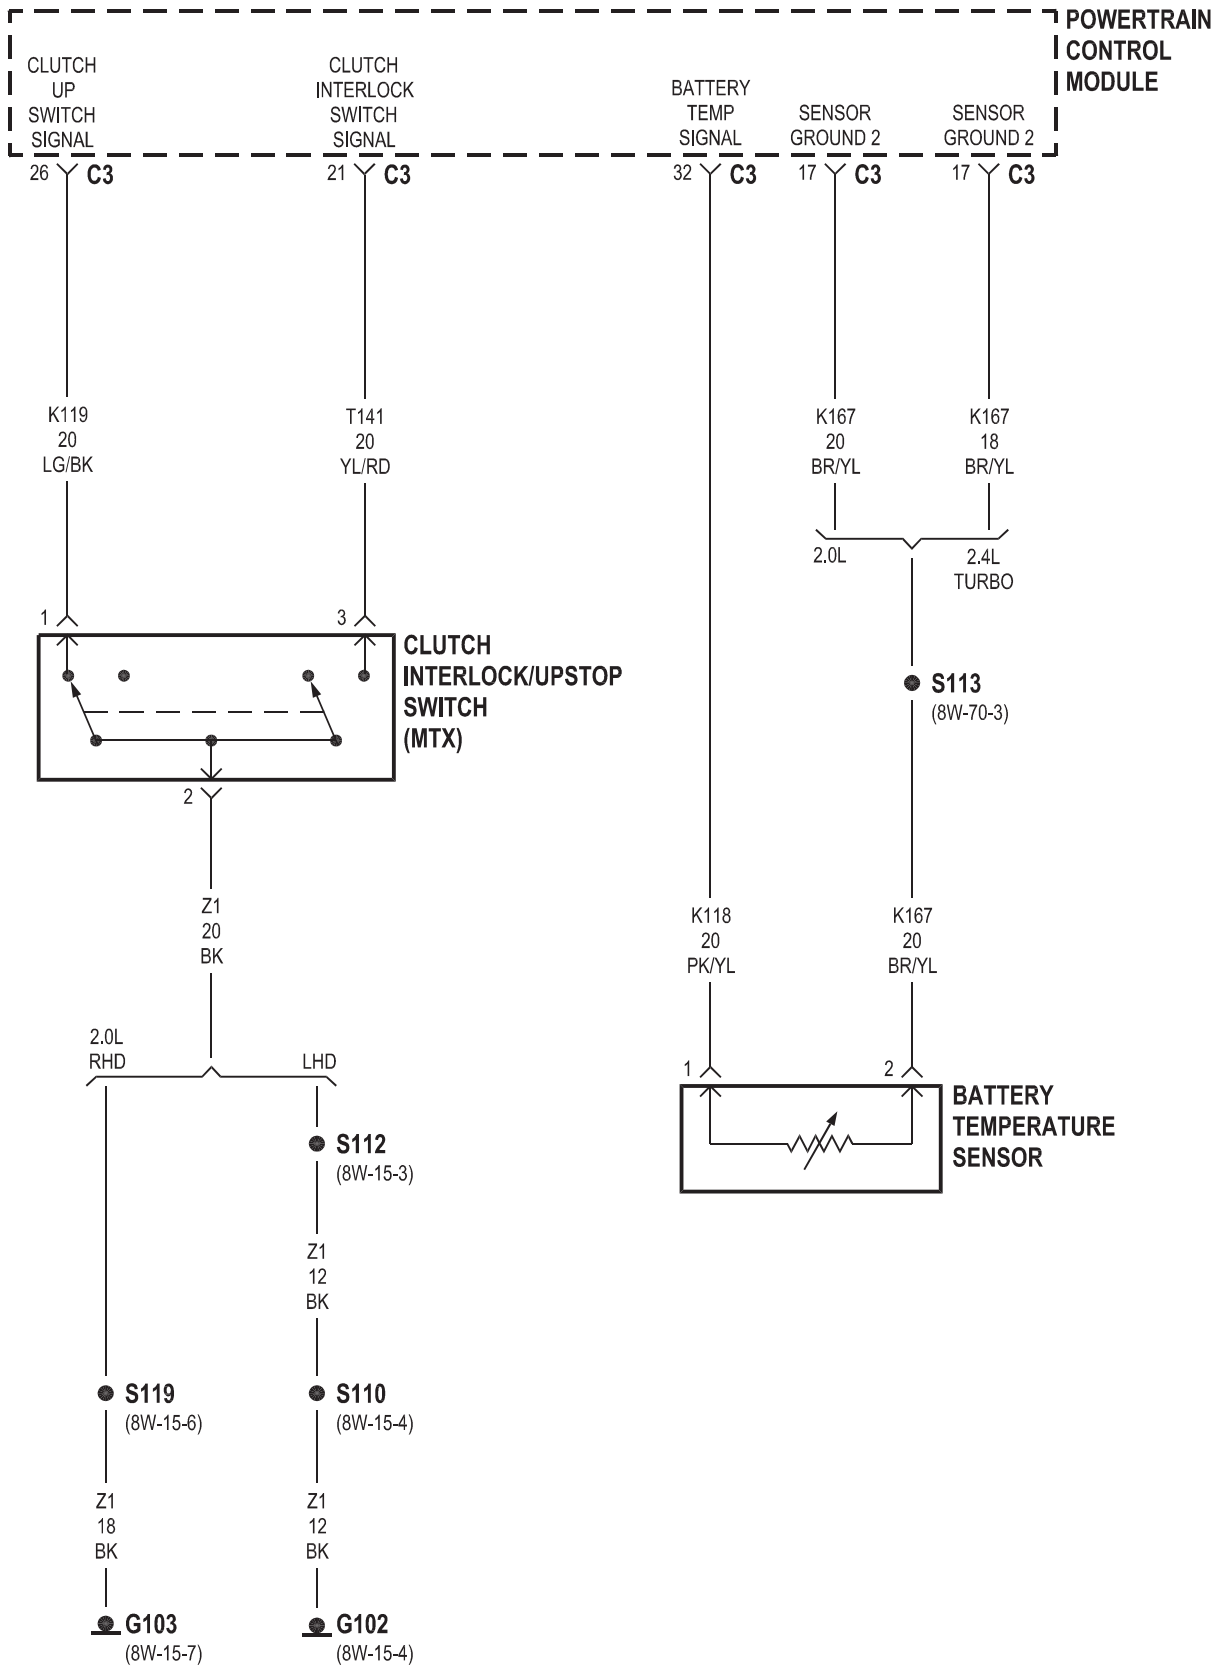 POWERTRAIN
CONTROL
MODULE
CLUTCH
UP
SWITCH
SIGNAL
CLUTCH
INTERLOCK
SWITCH
SIGNAL
BATTERY
TEMP
SIGNAL
SENSOR
GROUND 2
SENSOR
GROUND 2
26 C3
21 C3
32 C3
17 C3
17 C3
K119
20
LG/BK
T141
20
YL/RD
K167
20
BR/YL
K167
18
BR/YL
2.0L
2.4L
TURBO
1
3
CLUTCH
INTERLOCK/UPSTOP
SWITCH
(MTX)
2
S113
(8W-70-3)
Z1
20
BK
K118
20
PK/YL
K167
20
BR/YL
2.0L
RHD
LHD
1
2
BATTERY
TEMPERATURE
SENSOR
S112
(8W-15-3)
Z1
12
BK
S119
(8W-15-6)
S110
(8W-15-4)
Z1
18
BK
Z1
12
BK
G103
(8W-15-7)
G102
(8W-15-4)